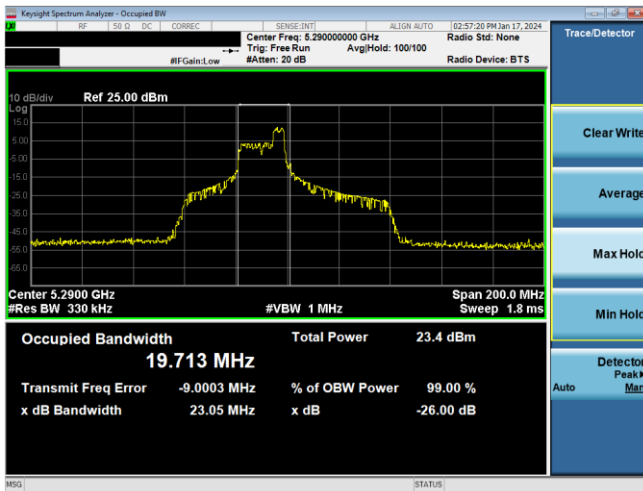 Keysight Spectrum Analyzer - Occupied BW
RF 50 Ω DC CORREC SENSE:INT ALIGN AUTO 02:57:20 PM Jan 17, 2024
Center Freq: 5.290000000 GHz Radio Std: None
Trig: Free Run Avg|Hold: 100/100
#IFGain:Low #Atten: 20 dB Radio Device: BTS
Trace/Detector
10 dB/div Ref 25.00 dBm
Log
15.0
5.00
-5.00
-15.0
-25.0
-35.0
-45.0
-55.0
-65.0
Center 5.2900 GHz Span 200.0 MHz
#Res BW 330 kHz #VBW 1 MHz Sweep 1.8 ms
Occupied Bandwidth Total Power 23.4 dBm
19.713 MHz
Transmit Freq Error -9.0003 MHz % of OBW Power 99.00 %
x dB Bandwidth 23.05 MHz x dB -26.00 dB
Clear Write
Average
Max Hold
Min Hold
Detector
Peak
Auto Man
MSG STATUS